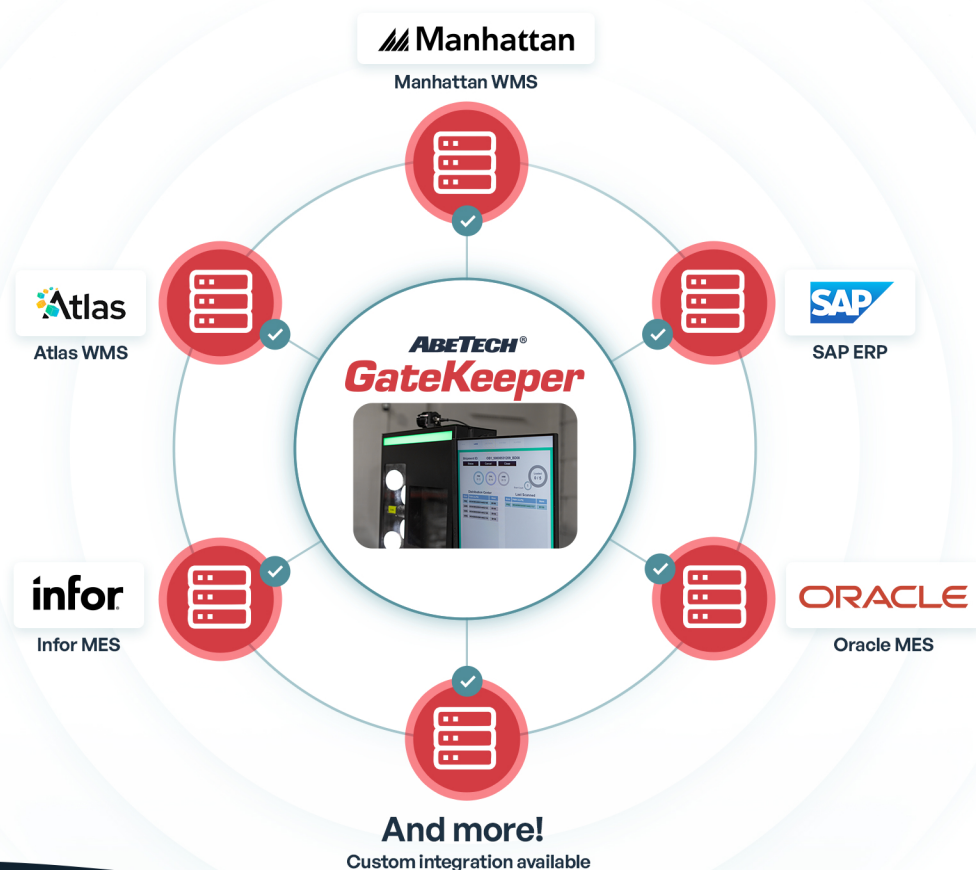 Manhattan
Manhattan WMS
Atlas
Atlas WMS
SAP
SAP ERP
ABETECH®
GateKeeper
infor
Infor MES
ORACLE
Oracle MES
And more!
Custom integration available